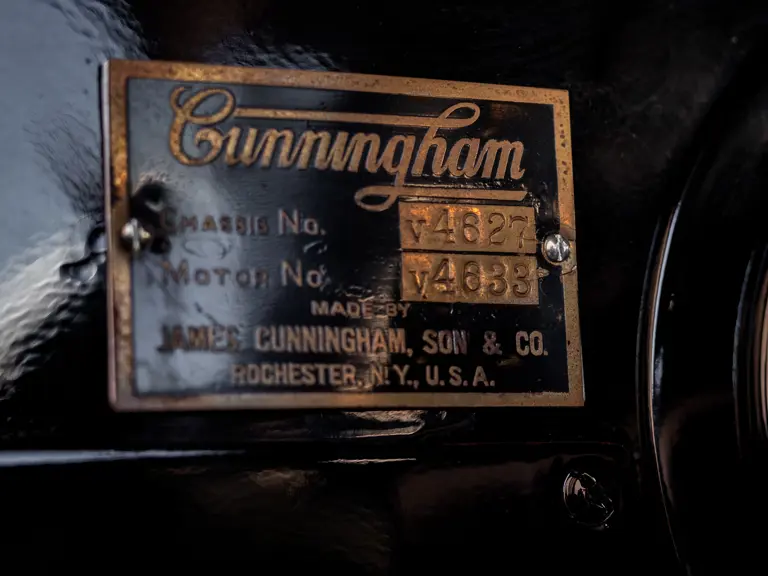 Cunningham
CHASSIS No. V4627
MOTOR No V4633
MADE BY
JAMES CUNNINGHAM, SON & CO.
ROCHESTER, N.Y., U.S.A.